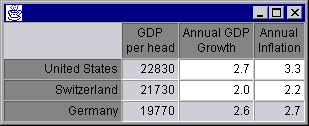 GDP per head Annual GDP Growth Annual Inflation
United States 22830 2.7 3.3
Switzerland 21730 2.0 2.2
Germany 19770 2.6 2.7